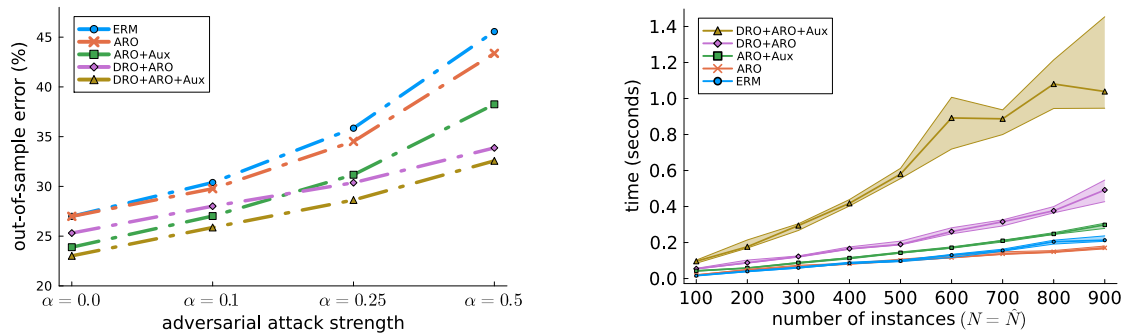 out-of-sample error (%)
45
40
35
30
25
20
ERM
ARO
ARO+Aux
DRO+ARO
DRO+ARO+Aux
α = 0.0
α = 0.1
α = 0.25
α = 0.5
adversarial attack strength
time (seconds)
1.4
1.2
1.0
0.8
0.6
0.4
0.2
0.0
DRO+ARO+Aux
DRO+ARO
ARO+Aux
ARO
ERM
100 200 300 400 500 600 700 800 900
number of instances (N = N̂)